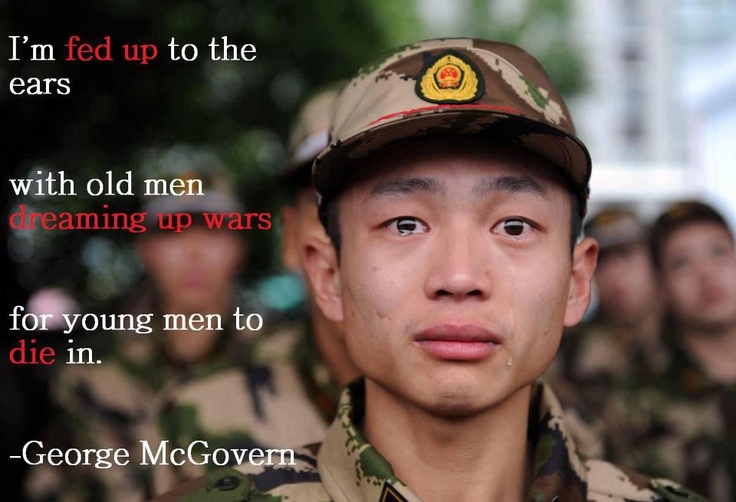 I'm fed up to the
ears
with old men
dreaming up wars
for young men to
die in.
-George McGovern